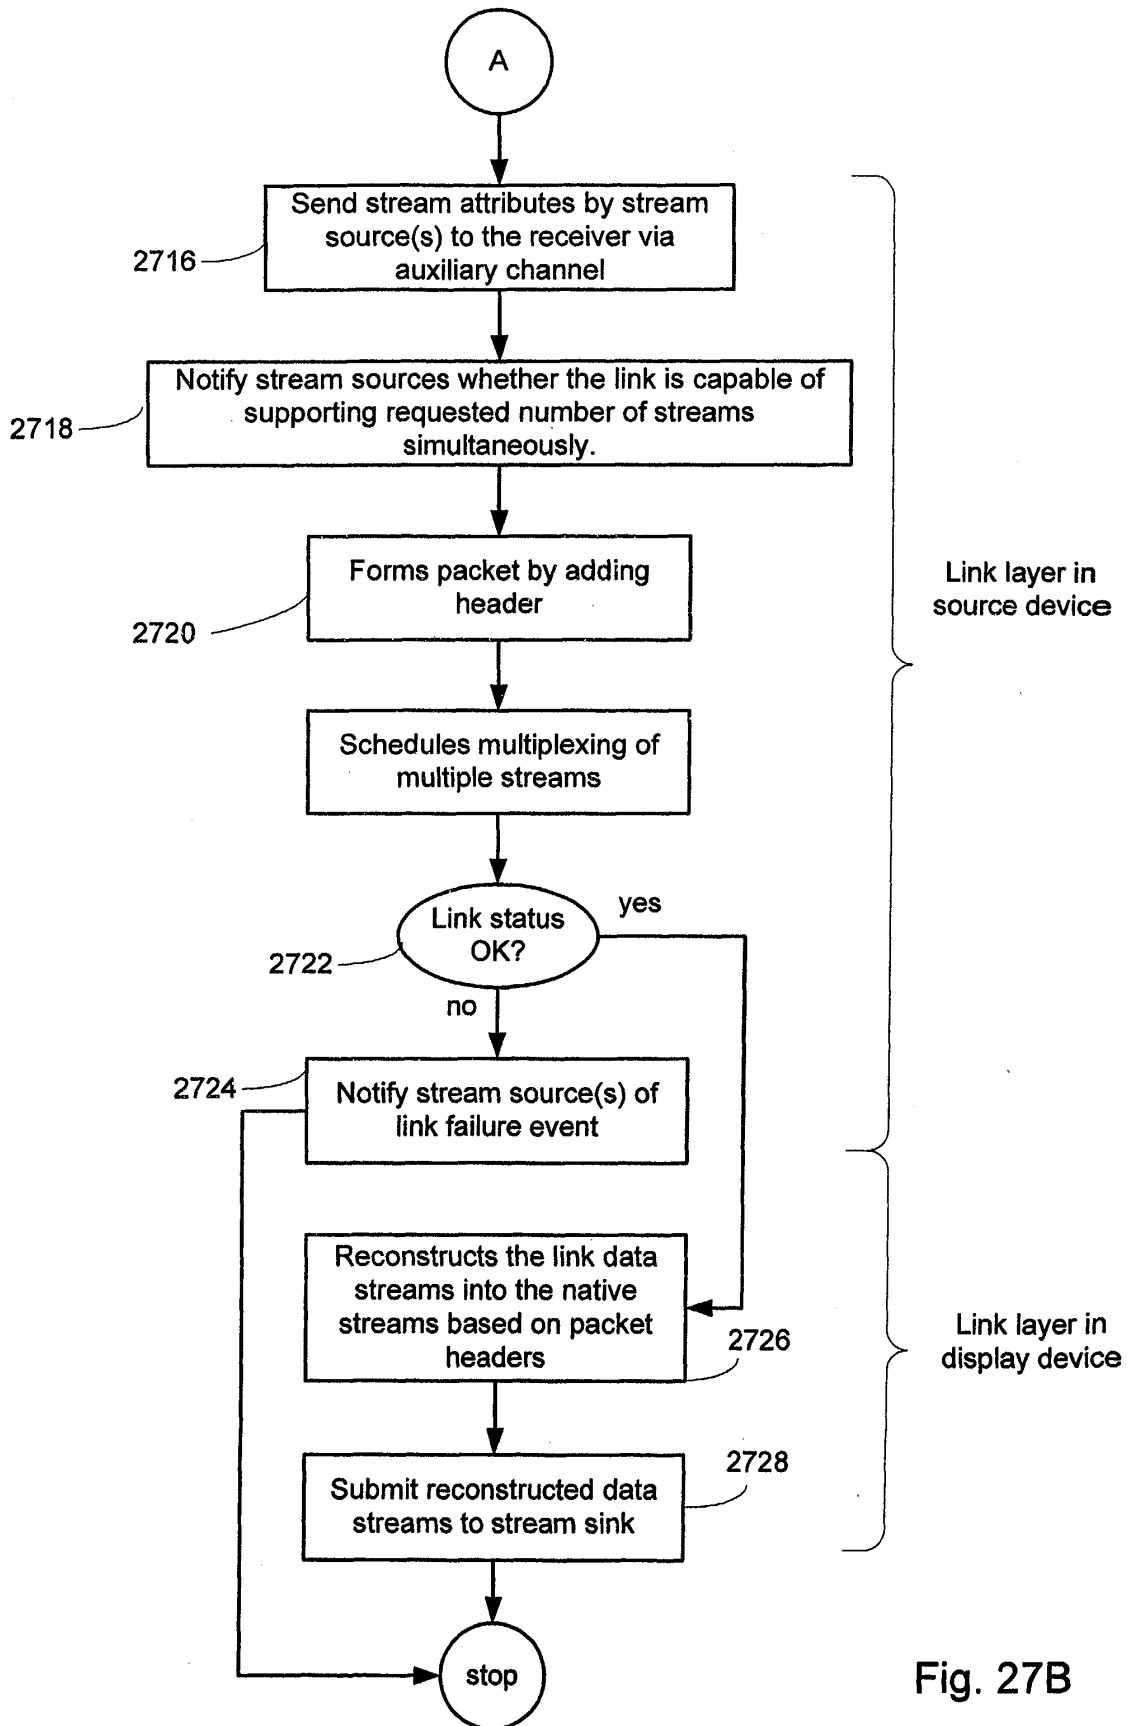 A
Send stream attributes by stream
source(s) to the receiver via
auxiliary channel
2716
Notify stream sources whether the link is capable of
supporting requested number of streams
simultaneously.
2718
Forms packet by adding
header
2720
Link layer in
source device
Schedules multiplexing of
multiple streams
Link status
OK?
yes
2722
no
2724
Notify stream source(s) of
link failure event
Reconstructs the link data
streams into the native
streams based on packet
headers
2726
Link layer in
display device
2728
Submit reconstructed data
streams to stream sink
stop
Fig. 27B